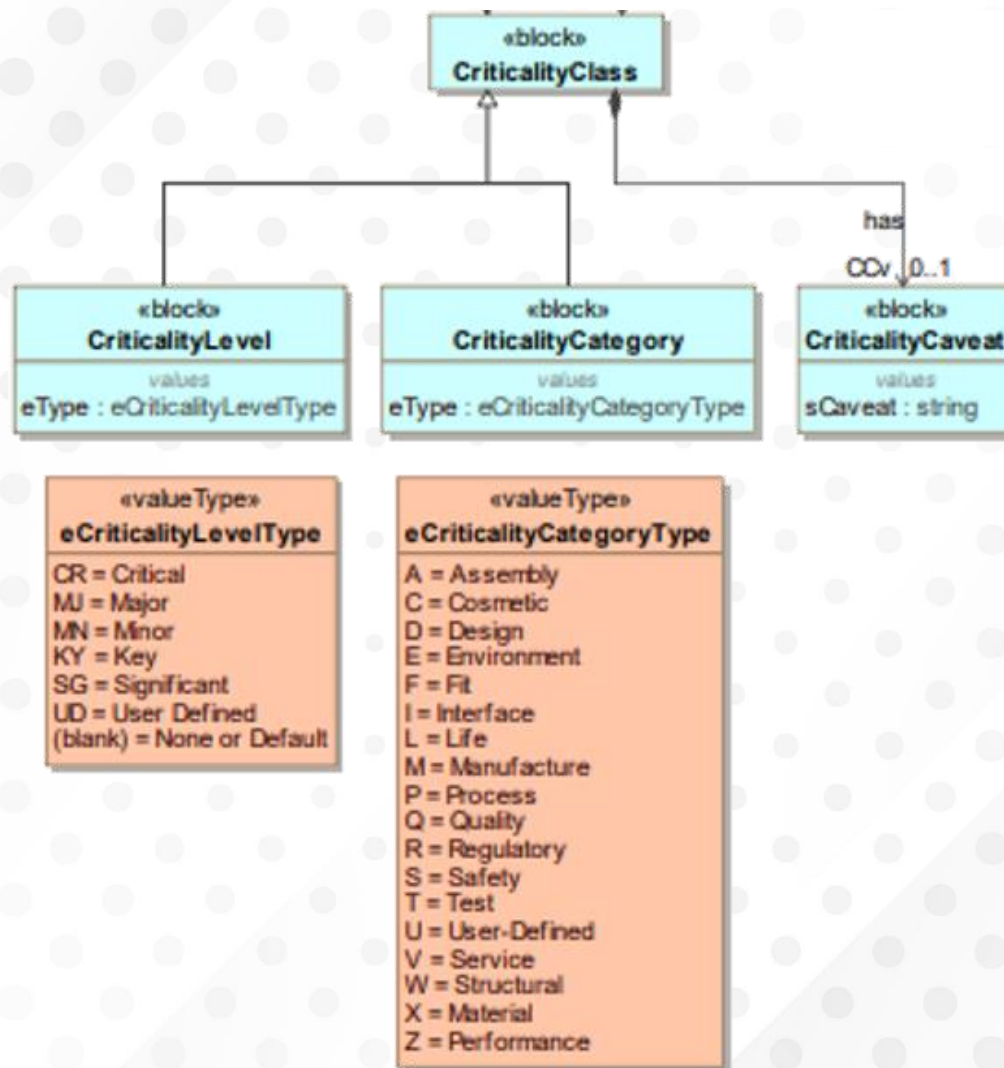 «block»
CriticalityClass
has
CCv 0..1
«block»
CriticalityLevel
values
eType : eCriticalityLevelType
«block»
CriticalityCategory
values
eType : eCriticalityCategoryType
«block»
CriticalityCaveat
values
sCaveat : string
«valueType»
eCriticalityLevelType
CR = Critical
MJ = Major
MN = Minor
KY = Key
SG = Significant
UD = User Defined
(blank) = None or Default
«valueType»
eCriticalityCategoryType
A = Assembly
C = Cosmetic
D = Design
E = Environment
F = Fit
I = Interface
L = Life
M = Manufacture
P = Process
Q = Quality
R = Regulatory
S = Safety
T = Test
U = User-Defined
V = Service
W = Structural
X = Material
Z = Performance